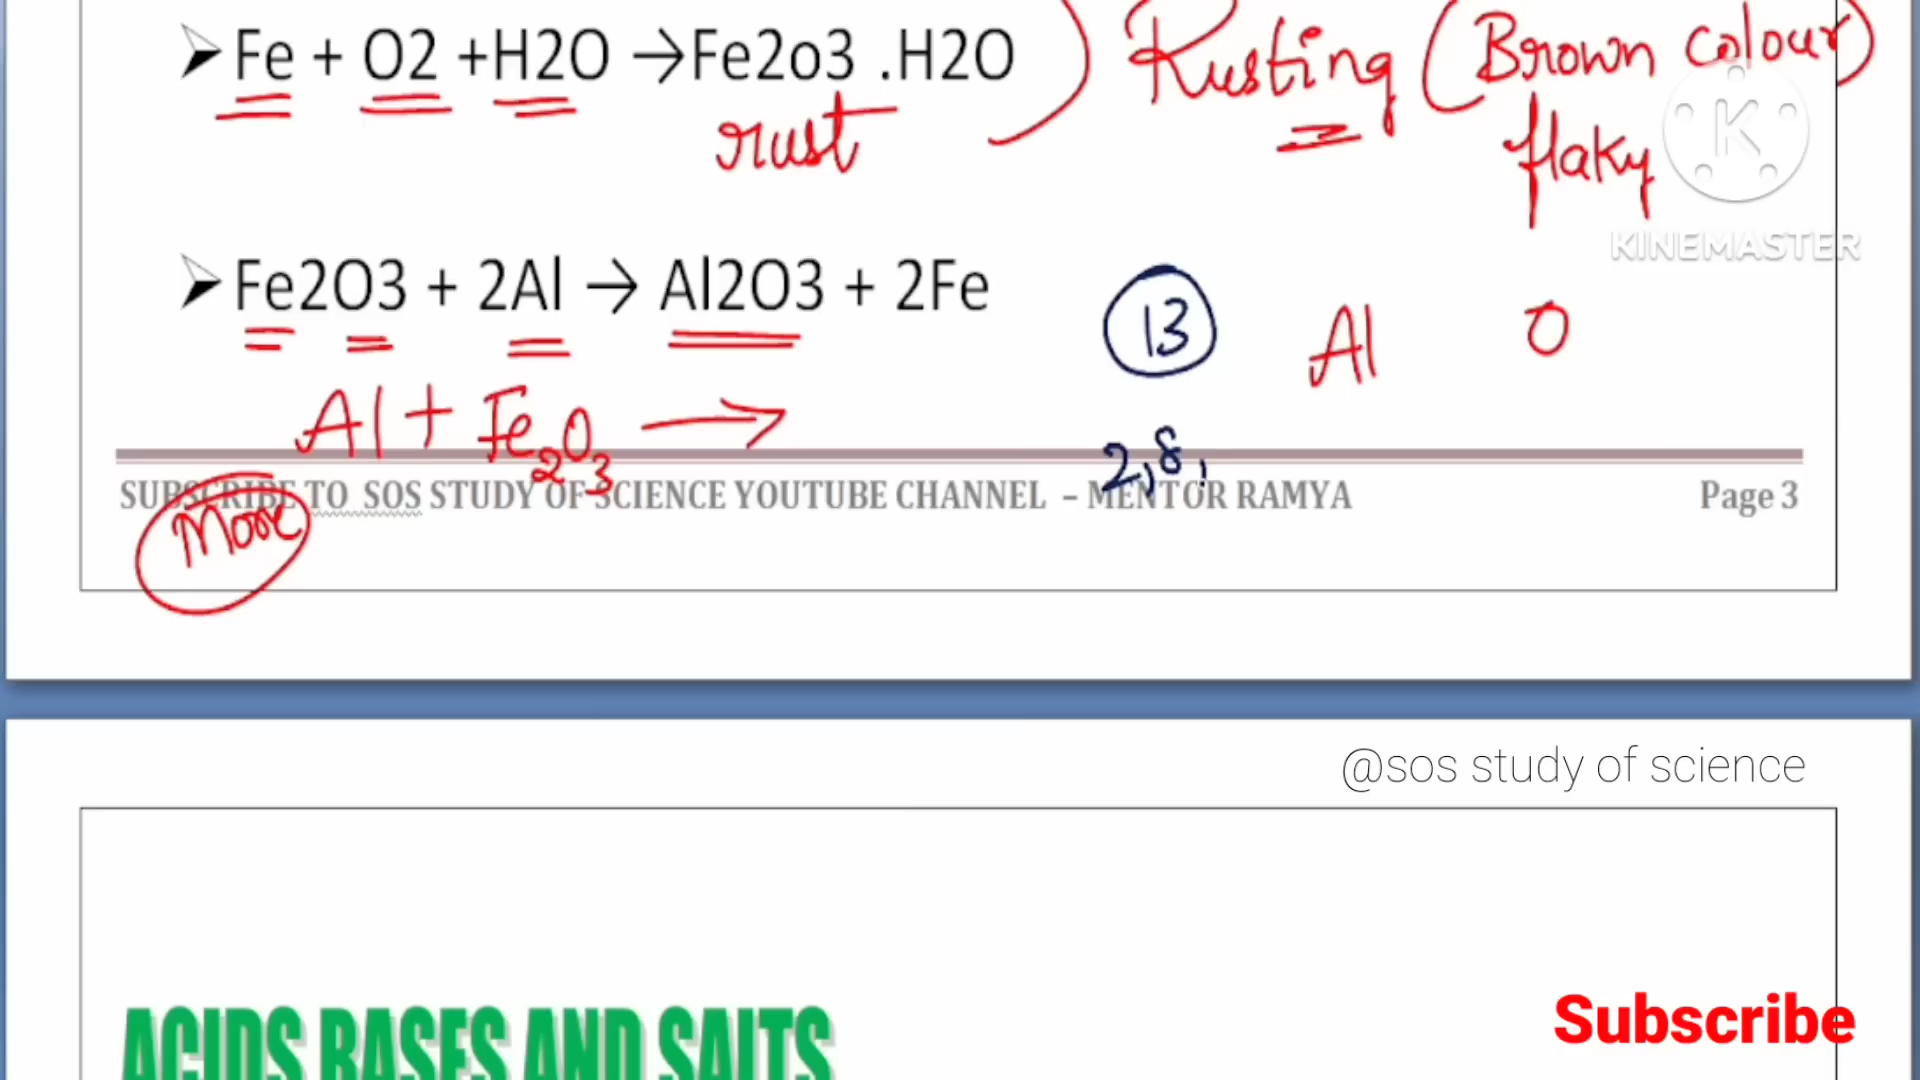 ➤Fe + O2 +H2O →Fe2o3 .H2O
Rusting (Brown colour)
rust
flaky
KINEMASTER
➤Fe2O3 + 2Al → Al2O3 + 2Fe
13 Al O
Al + Fe2O3 →
2,8,
SUBSCRIBE TO SOS STUDY OF SCIENCE YOUTUBE CHANNEL – MENTOR RAMYA Page 3
More
@sos study of science
Subscribe
ACIDS BASES AND SALTS